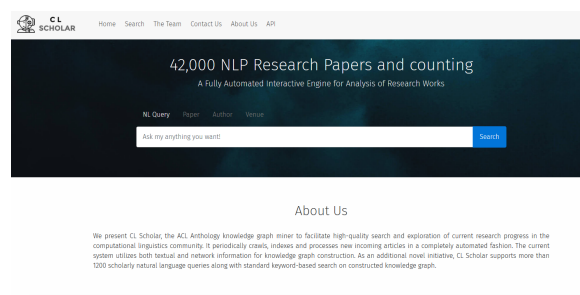 CL
SCHOLAR
Home Search The Team Contact Us About Us API
42,000 NLP Research Papers and counting
A Fully Automated Interactive Engine for Analysis of Research Works
NL Query Paper Author Venue
Ask my anything you want! Search
About Us
We present CL Scholar, the ACL Anthology knowledge graph miner to facilitate high-quality search and exploration of current research progress in the
computational linguistics community. It periodically crawls, indexes and processes new incoming articles in a completely automated fashion. The current
system utilizes both textual and network information for knowledge graph construction. As an additional novel initiative, CL Scholar supports more than
1200 scholarly natural language queries along with standard keyword-based search on constructed knowledge graph.